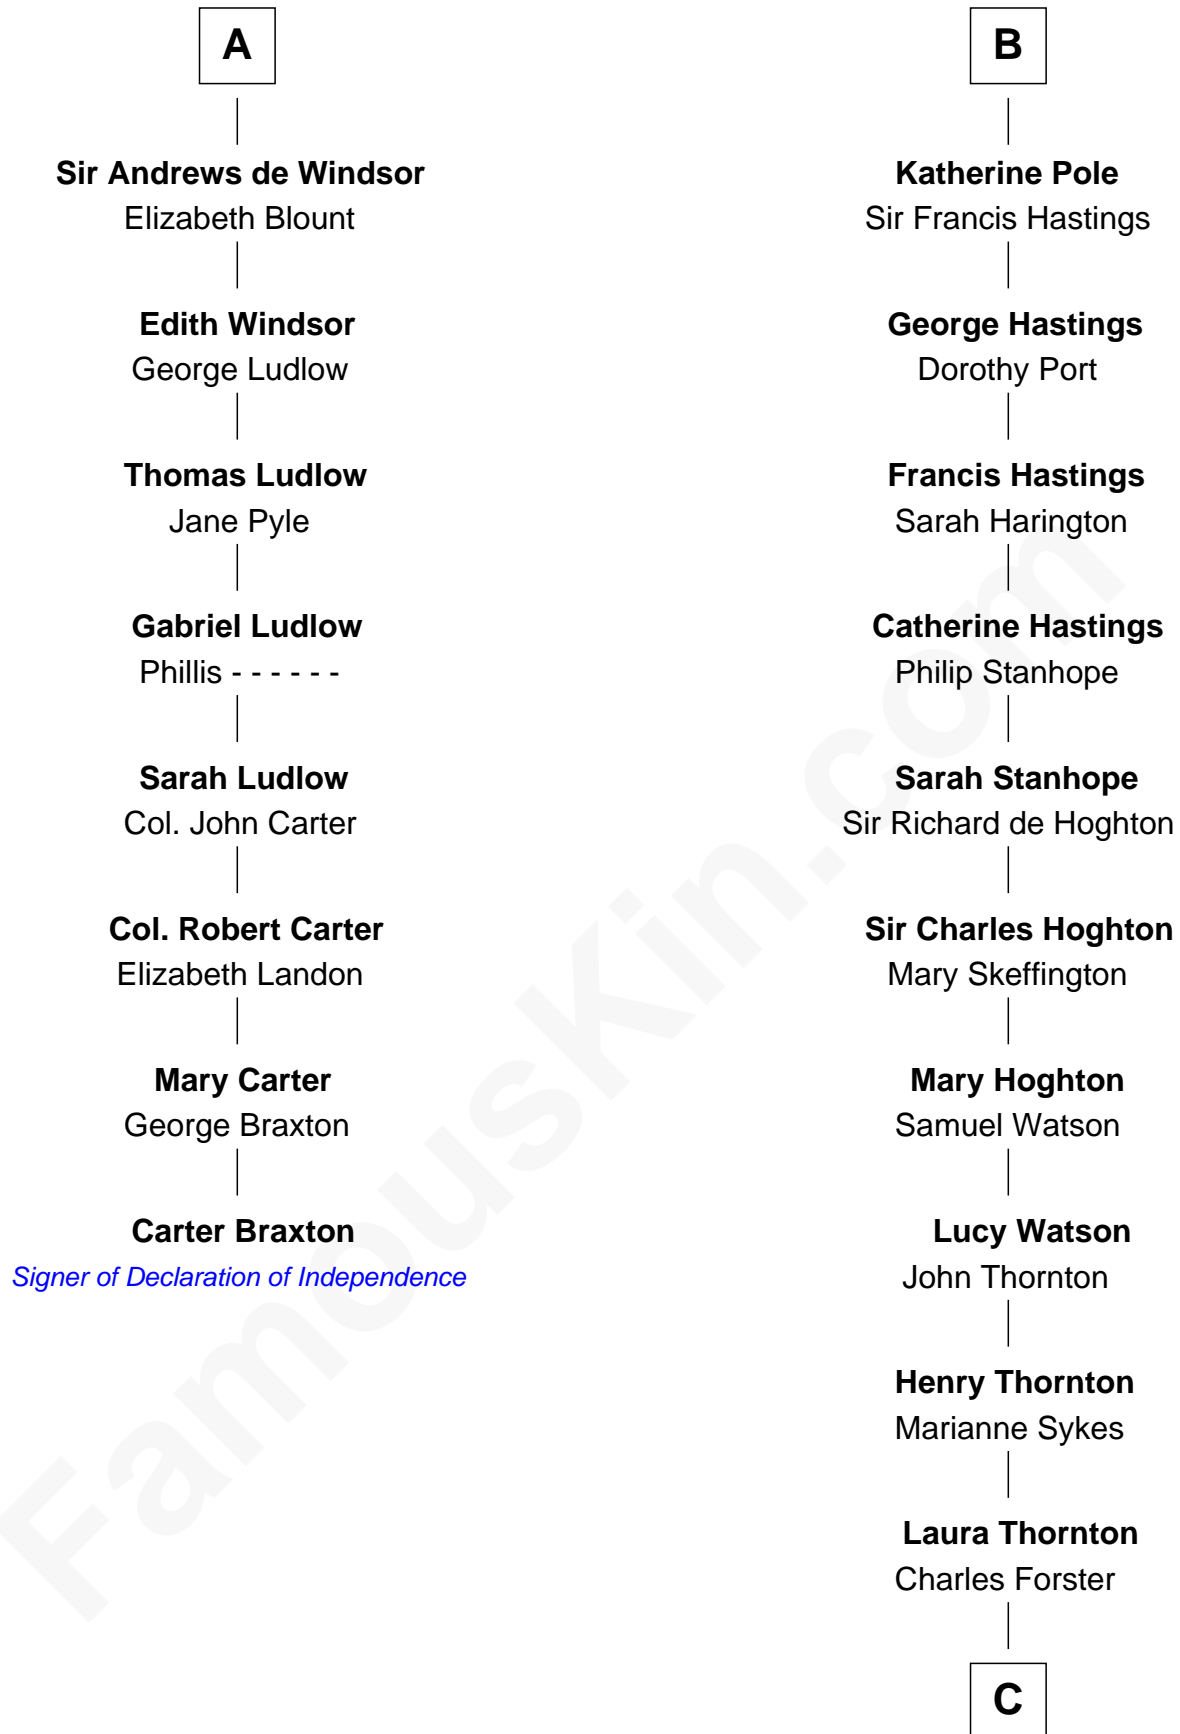 A
Sir Andrews de Windsor
Elizabeth Blount
Edith Windsor
George Ludlow
Thomas Ludlow
Jane Pyle
Gabriel Ludlow
Phillis - - - - - -
Sarah Ludlow
Col. John Carter
Col. Robert Carter
Elizabeth Landon
Mary Carter
George Braxton
Carter Braxton
Signer of Declaration of Independence
B
Katherine Pole
Sir Francis Hastings
George Hastings
Dorothy Port
Francis Hastings
Sarah Harington
Catherine Hastings
Philip Stanhope
Sarah Stanhope
Sir Richard de Hoghton
Sir Charles Hoghton
Mary Skeffington
Mary Hoghton
Samuel Watson
Lucy Watson
John Thornton
Henry Thornton
Marianne Sykes
Laura Thornton
Charles Forster
C
FamousKin.com